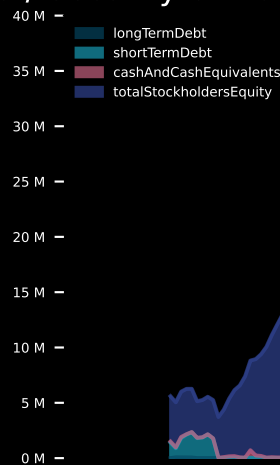 40 M
longTermDebt
shortTermDebt
35 M
cashAndCashEquivalents
totalStockholdersEquity
30 M
25 M
20 M
15 M
10 M
5 M
0 M